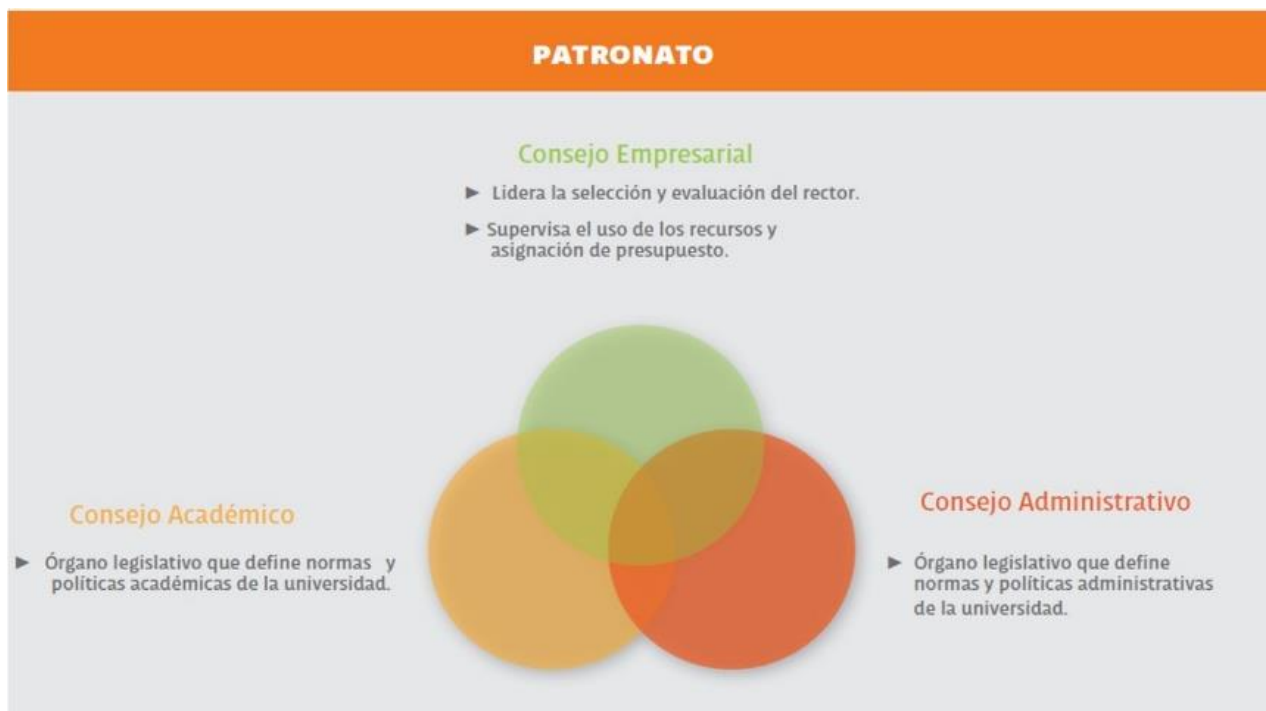 PATRONATO
Consejo Empresarial
► Lidera la selección y evaluación del rector.
► Supervisa el uso de los recursos y
asignación de presupuesto.
Consejo Académico
► Órgano legislativo que define normas y
políticas académicas de la universidad.
Consejo Administrativo
► Órgano legislativo que define
normas y políticas administrativas
de la universidad.